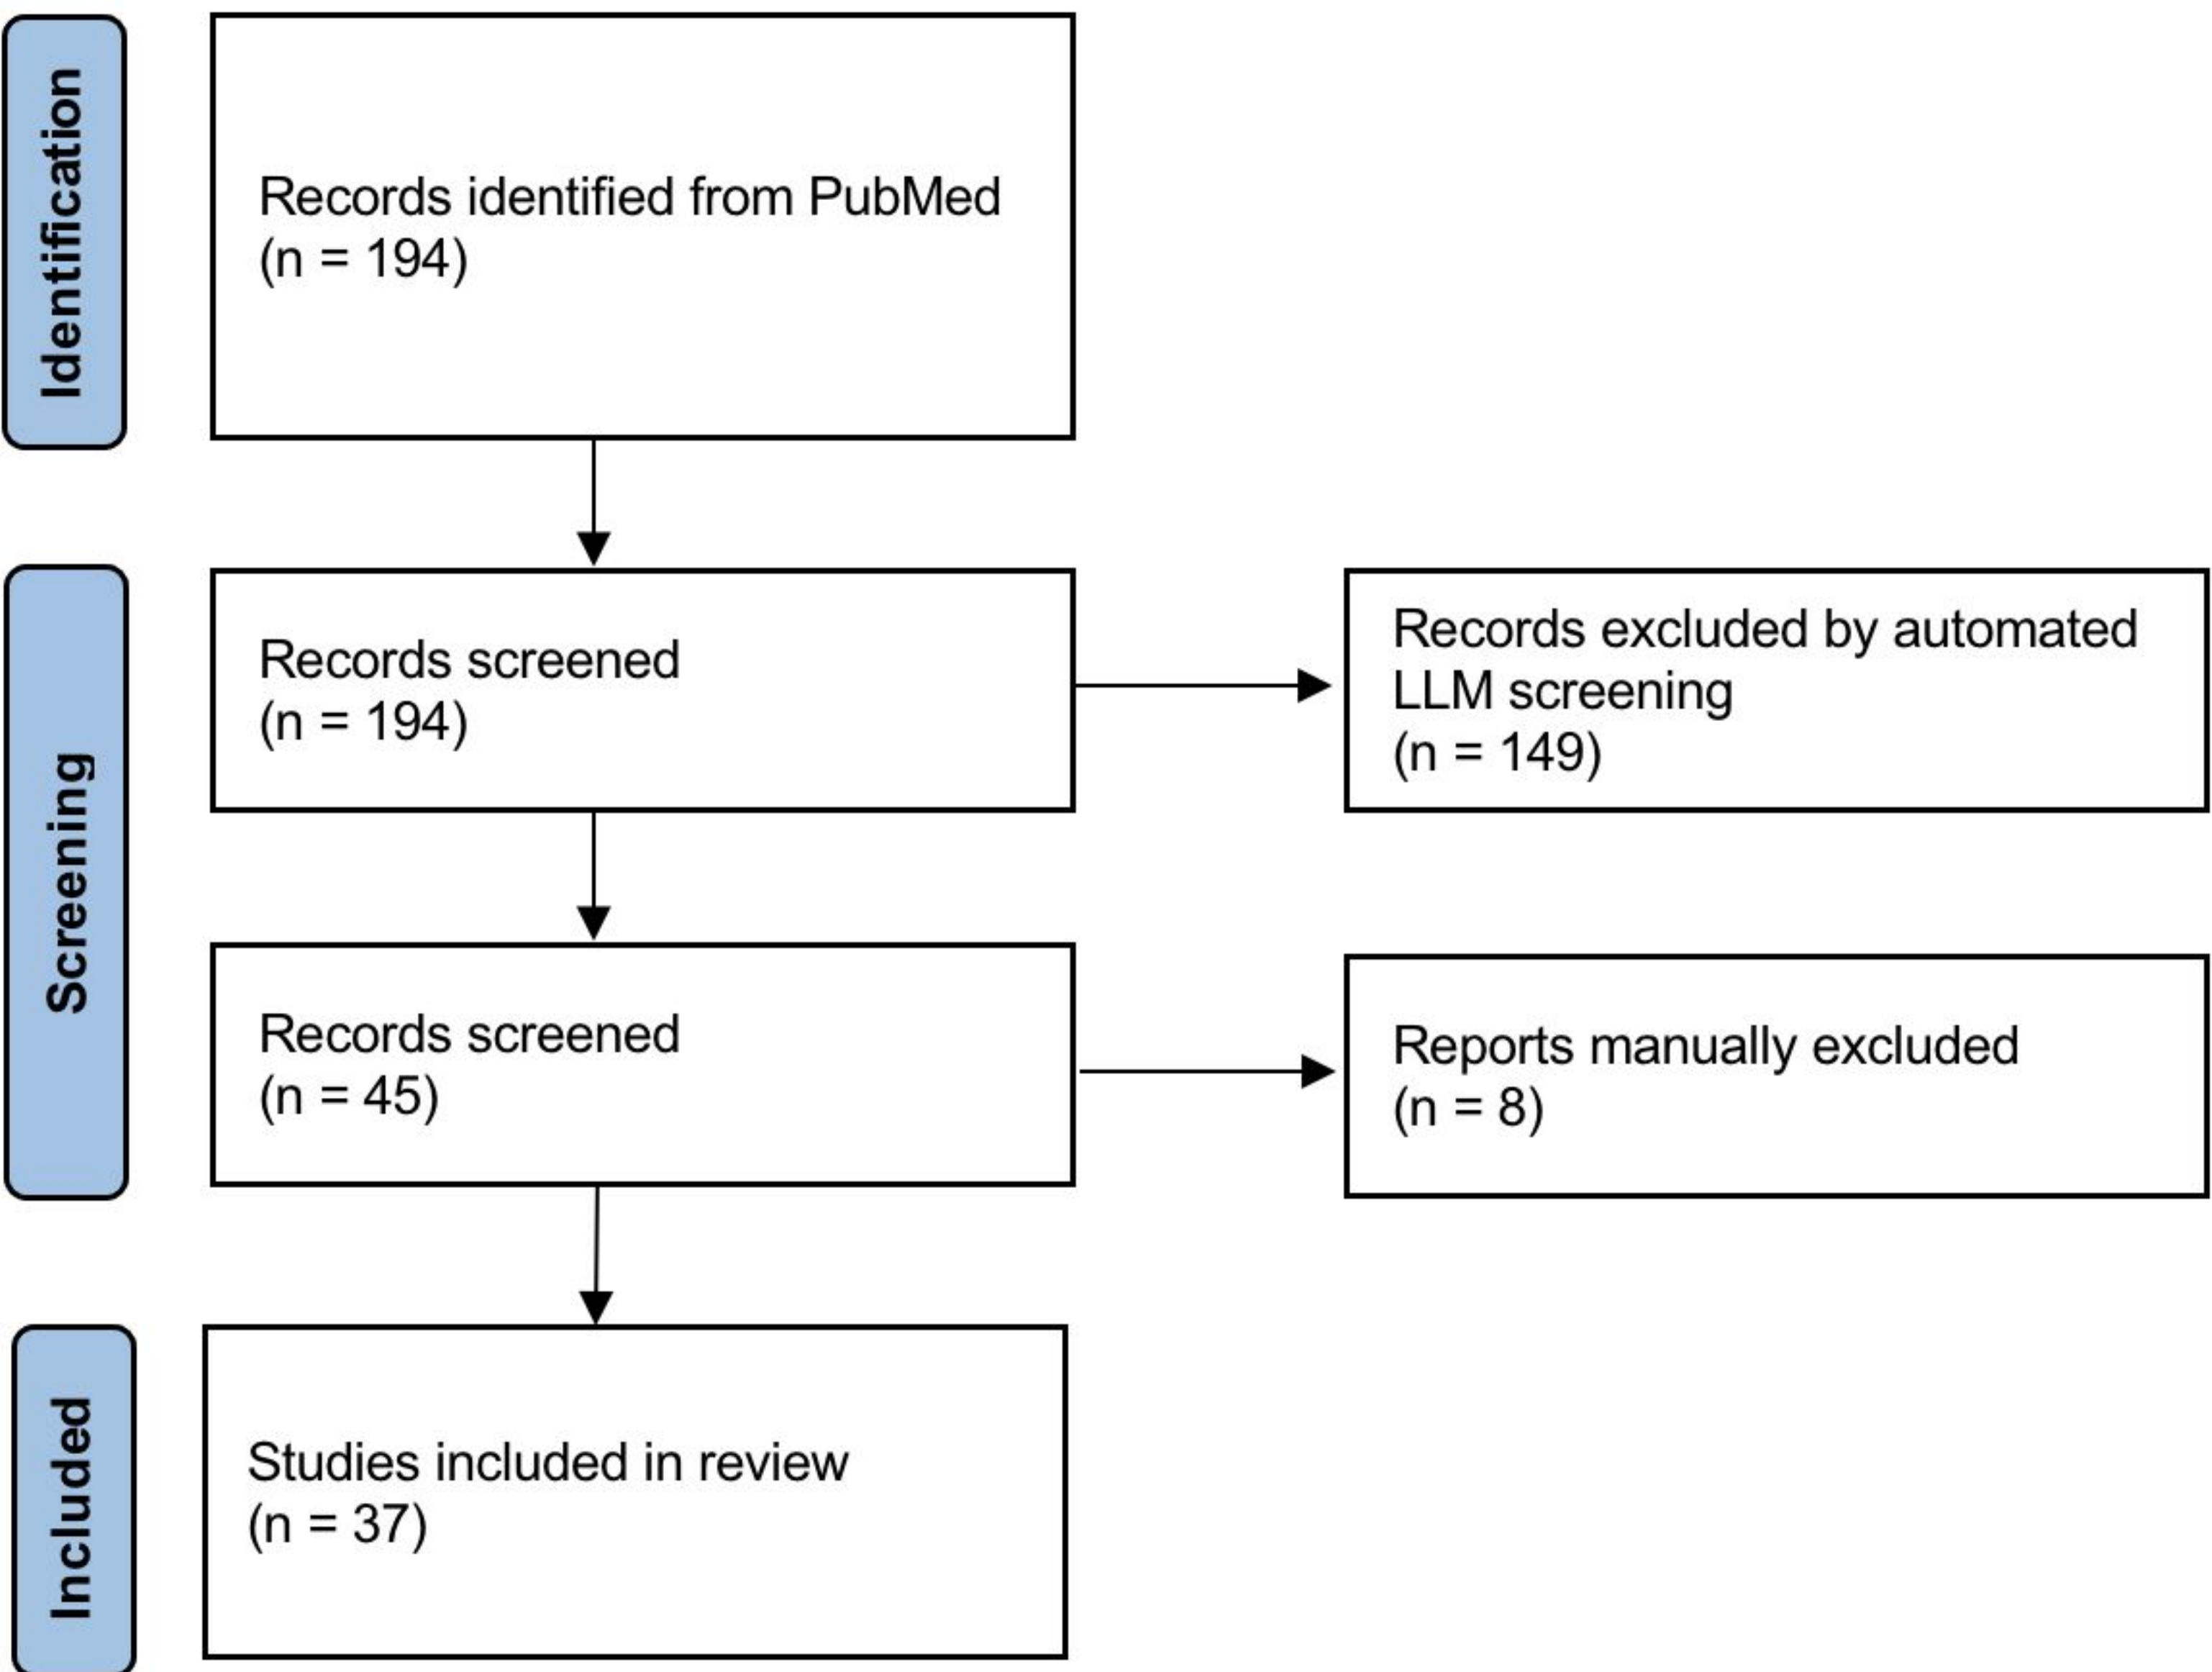 Identification
Records identified from PubMed
(n = 194)
Screening
Records screened
(n = 194)
Records excluded by automated
LLM screening
(n = 149)
Records screened
(n = 45)
Reports manually excluded
(n = 8)
Included
Studies included in review
(n = 37)